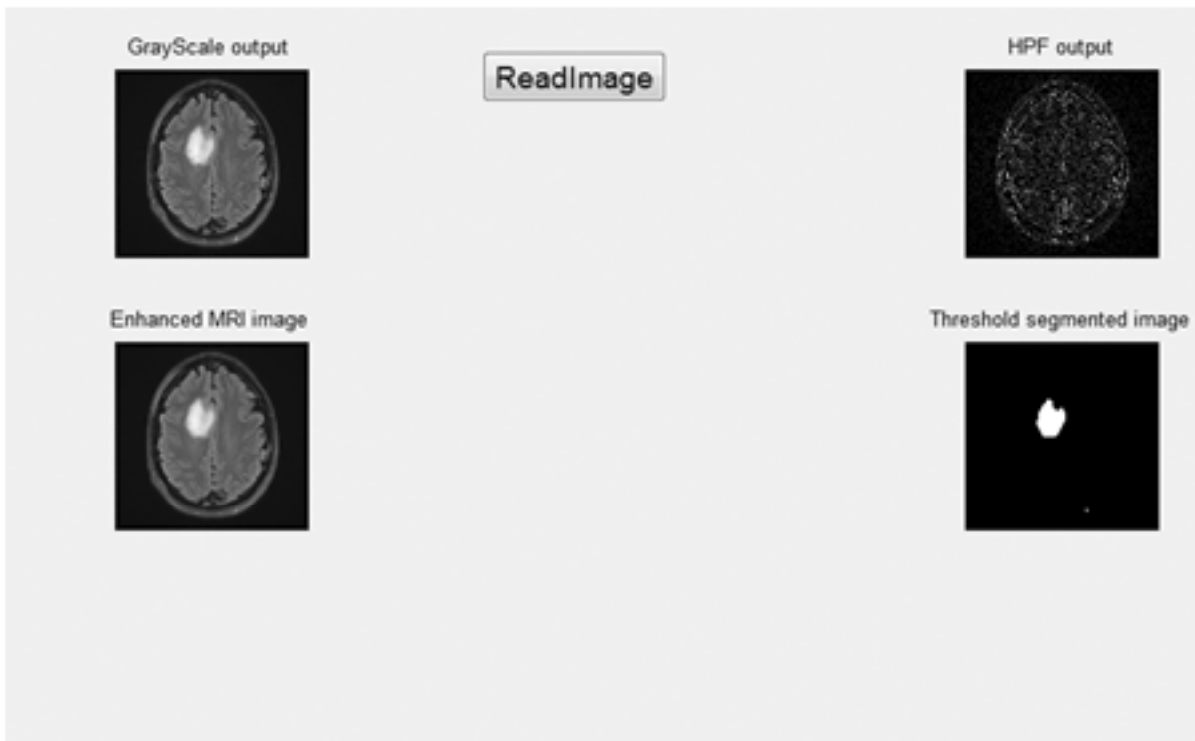 GrayScale output
ReadImage
HPF output
Enhanced MRI image
Threshold segmented image